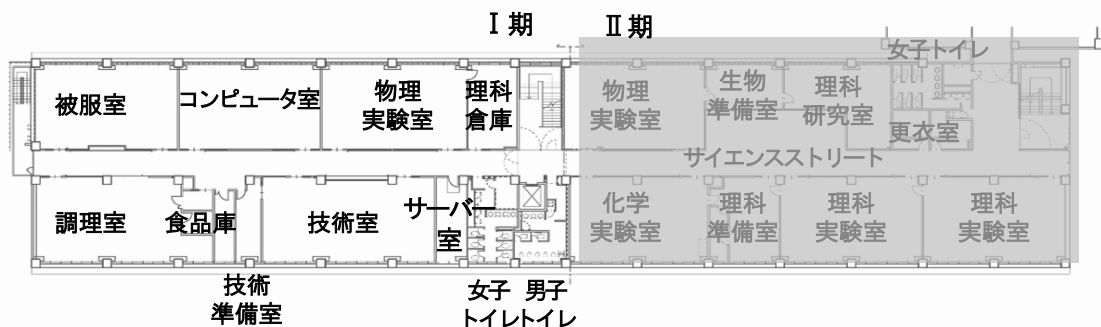 Ⅰ期
Ⅱ期
女子トイレ
被服室
コンピュータ室
物理
実験室
理科
倉庫
物理
実験室
生物
準備室
理科
研究室
更衣室
サイエンスストリート
調理室
食品庫
技術室
サーバー
室
化学
実験室
理科
準備室
理科
実験室
理科
実験室
技術
準備室
女子
トイレ
男子
トイレ